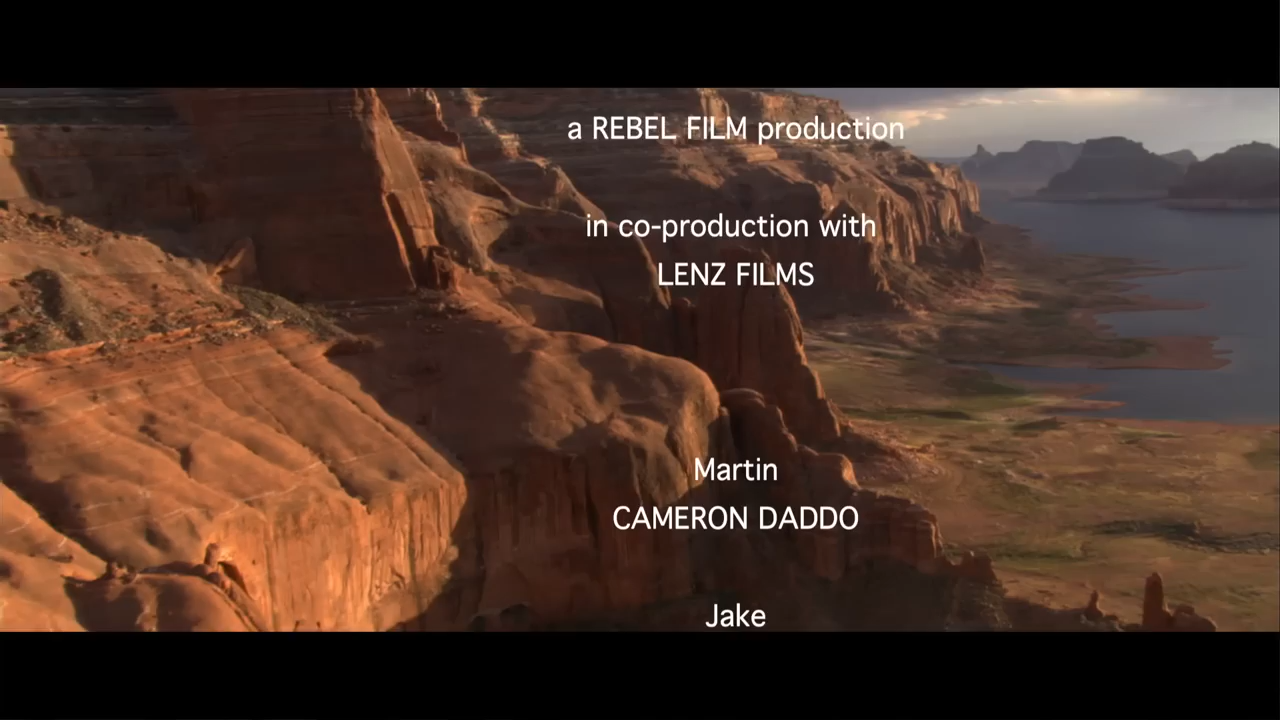 a REBEL FILM production
in co-production with
LENZ FILMS
Martin
CAMERON DADDO
Jake